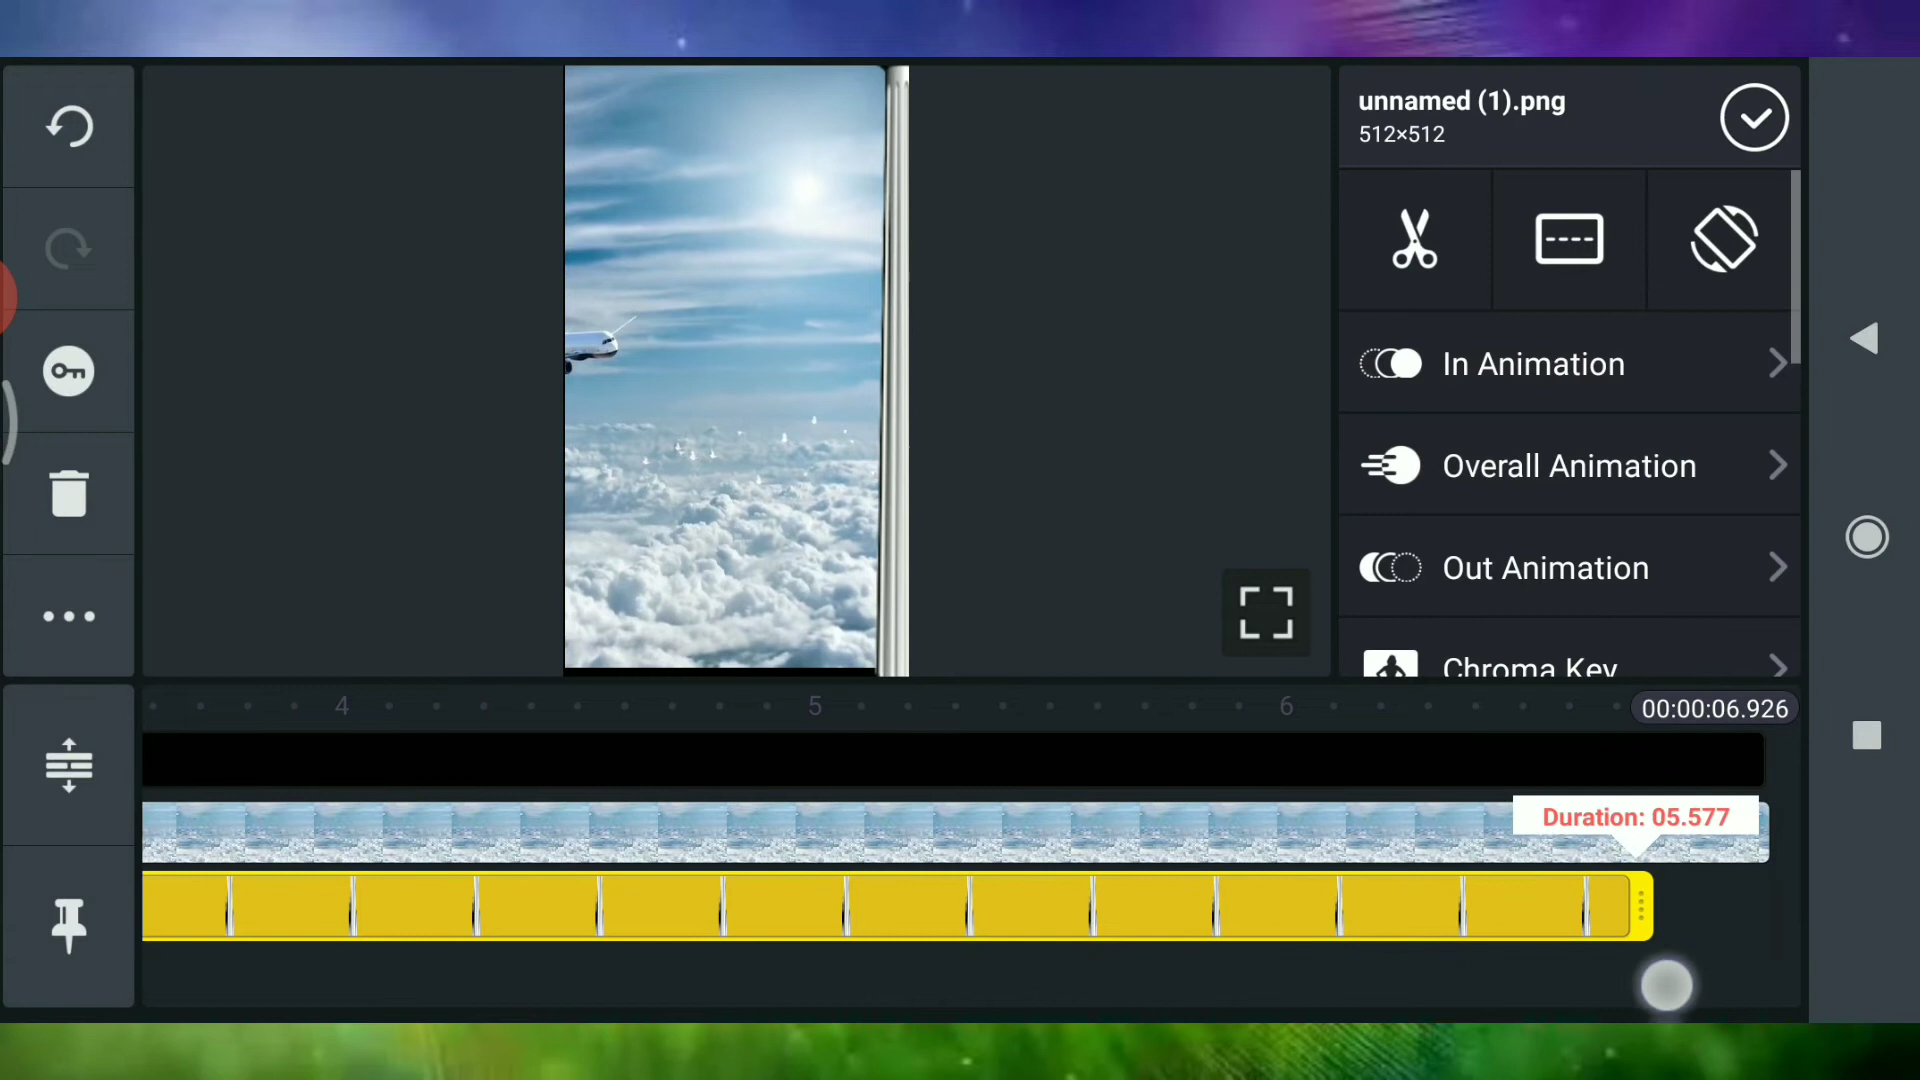 unnamed (1).png
512×512
In Animation
Overall Animation
Out Animation
Chroma Key
4
5
6
00:00:06.926
Duration: 05.577